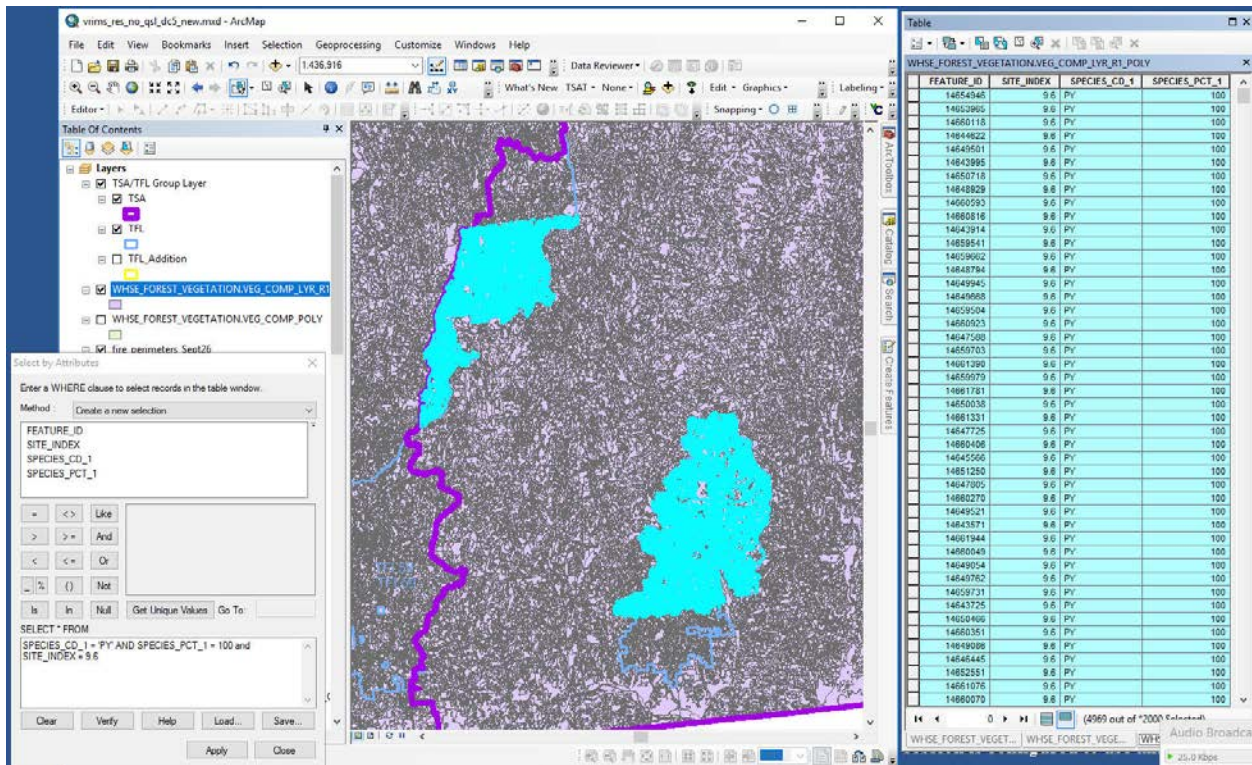 vrims_res_no_qsl_dc5_new.mxd - ArcMap
File Edit View Bookmarks Insert Selection Geoprocessing Customize Windows Help
1:436,916
Data Reviewer
What's New TSAT - None - Edit - Graphics - Labeling -
Editor - Snapping -
Table Of Contents
Layers
TSA/TFL Group Layer
TSA
TFL
TFL_Addition
WHSE_FOREST_VEGETATION.VEG_COMP_LYR_R1
WHSE_FOREST_VEGETATION.VEG_COMP_POLY
fire_perimeters_Sept26
Select by Attributes
Enter a WHERE clause to select records in the table window.
Method : Create a new selection
FEATURE_ID
SITE_INDEX
SPECIES_CD_1
SPECIES_PCT_1
= <> Like
> >= And
< <= Or
_ % () Not
Is In Null Get Unique Values Go To:
SELECT * FROM
SPECIES_CD_1 = 'PY' AND SPECIES_PCT_1 = 100 and
SITE_INDEX = 9.6
Clear Verify Help Load... Save...
Apply Close
ArcToolbox
Catalog
Search
Create Features
Table
WHSE_FOREST_VEGETATION.VEG_COMP_LYR_R1_POLY
FEATURE_ID SITE_INDEX SPECIES_CD_1 SPECIES_PCT_1
14654946 9.6 PY 100
14653965 9.6 PY 100
14660118 9.6 PY 100
14644622 9.6 PY 100
14649501 9.6 PY 100
14643995 9.6 PY 100
14650718 9.6 PY 100
14648929 9.6 PY 100
14660593 9.6 PY 100
14660816 9.6 PY 100
14643914 9.6 PY 100
14659541 9.6 PY 100
14659662 9.6 PY 100
14648794 9.6 PY 100
14649945 9.6 PY 100
14649668 9.6 PY 100
14659504 9.6 PY 100
14660923 9.6 PY 100
14647588 9.6 PY 100
14659703 9.6 PY 100
14661390 9.6 PY 100
14659979 9.6 PY 100
14661781 9.6 PY 100
14650038 9.6 PY 100
14661331 9.6 PY 100
14647725 9.6 PY 100
14660406 9.6 PY 100
14645566 9.6 PY 100
14651250 9.6 PY 100
14647805 9.6 PY 100
14660270 9.6 PY 100
14649521 9.6 PY 100
14643571 9.6 PY 100
14661944 9.6 PY 100
14660049 9.6 PY 100
14649054 9.6 PY 100
14649762 9.6 PY 100
14659731 9.6 PY 100
14643725 9.6 PY 100
14650466 9.6 PY 100
14660351 9.6 PY 100
14649086 9.6 PY 100
14646445 9.6 PY 100
14652551 9.6 PY 100
14661076 9.6 PY 100
14660070 9.6 PY 100
0 (4969 out of *2000 Selected)
WHSE_FOREST_VEGET... WHSE_FOREST_VEGE... WHS
Audio Broadca
25.0 Kbps